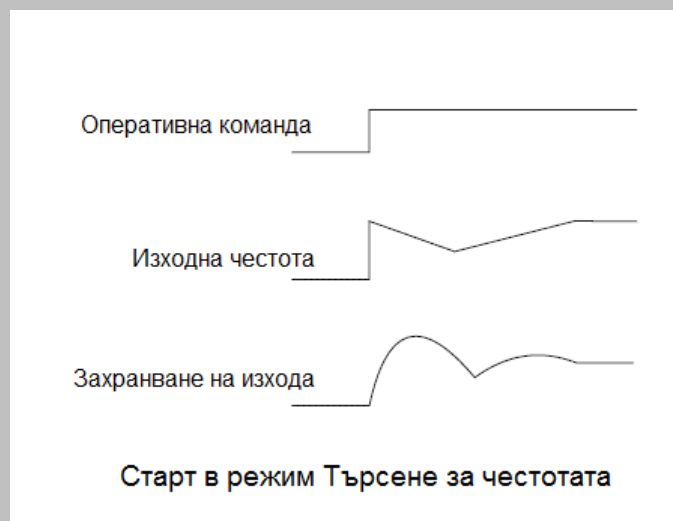 Оперативна команда
Изходна честота
Захранване на изхода
Старт в режим Търсене за честотата